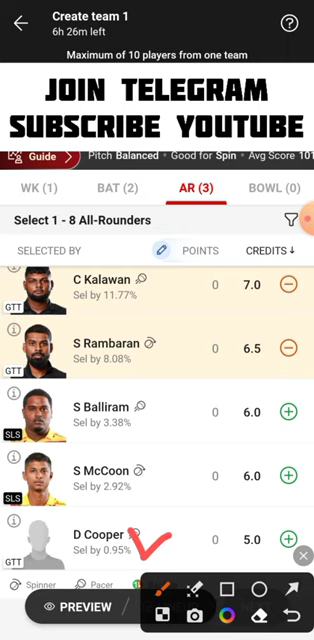 Create team 1
6h 26m left
Maximum of 10 players from one team
JOIN TELEGRAM
SUBSCRIBE YOUTUBE
Guide Pitch Balanced • Good for Spin • Avg Score 101
WK (1) BAT (2) AR (3) BOWL (0)
Select 1 - 8 All-Rounders
SELECTED BY POINTS CREDITS↓
C Kalawan
Sel by 11.77%
0 7.0
GTT
S Rambaran
Sel by 8.08%
0 6.5
GTT
S Balliram
Sel by 3.38%
0 6.0
SLS
S McCoon
Sel by 2.92%
0 6.0
SLS
D Cooper
Sel by 0.95%
0 5.0
GTT
Spinner Pacer
PREVIEW